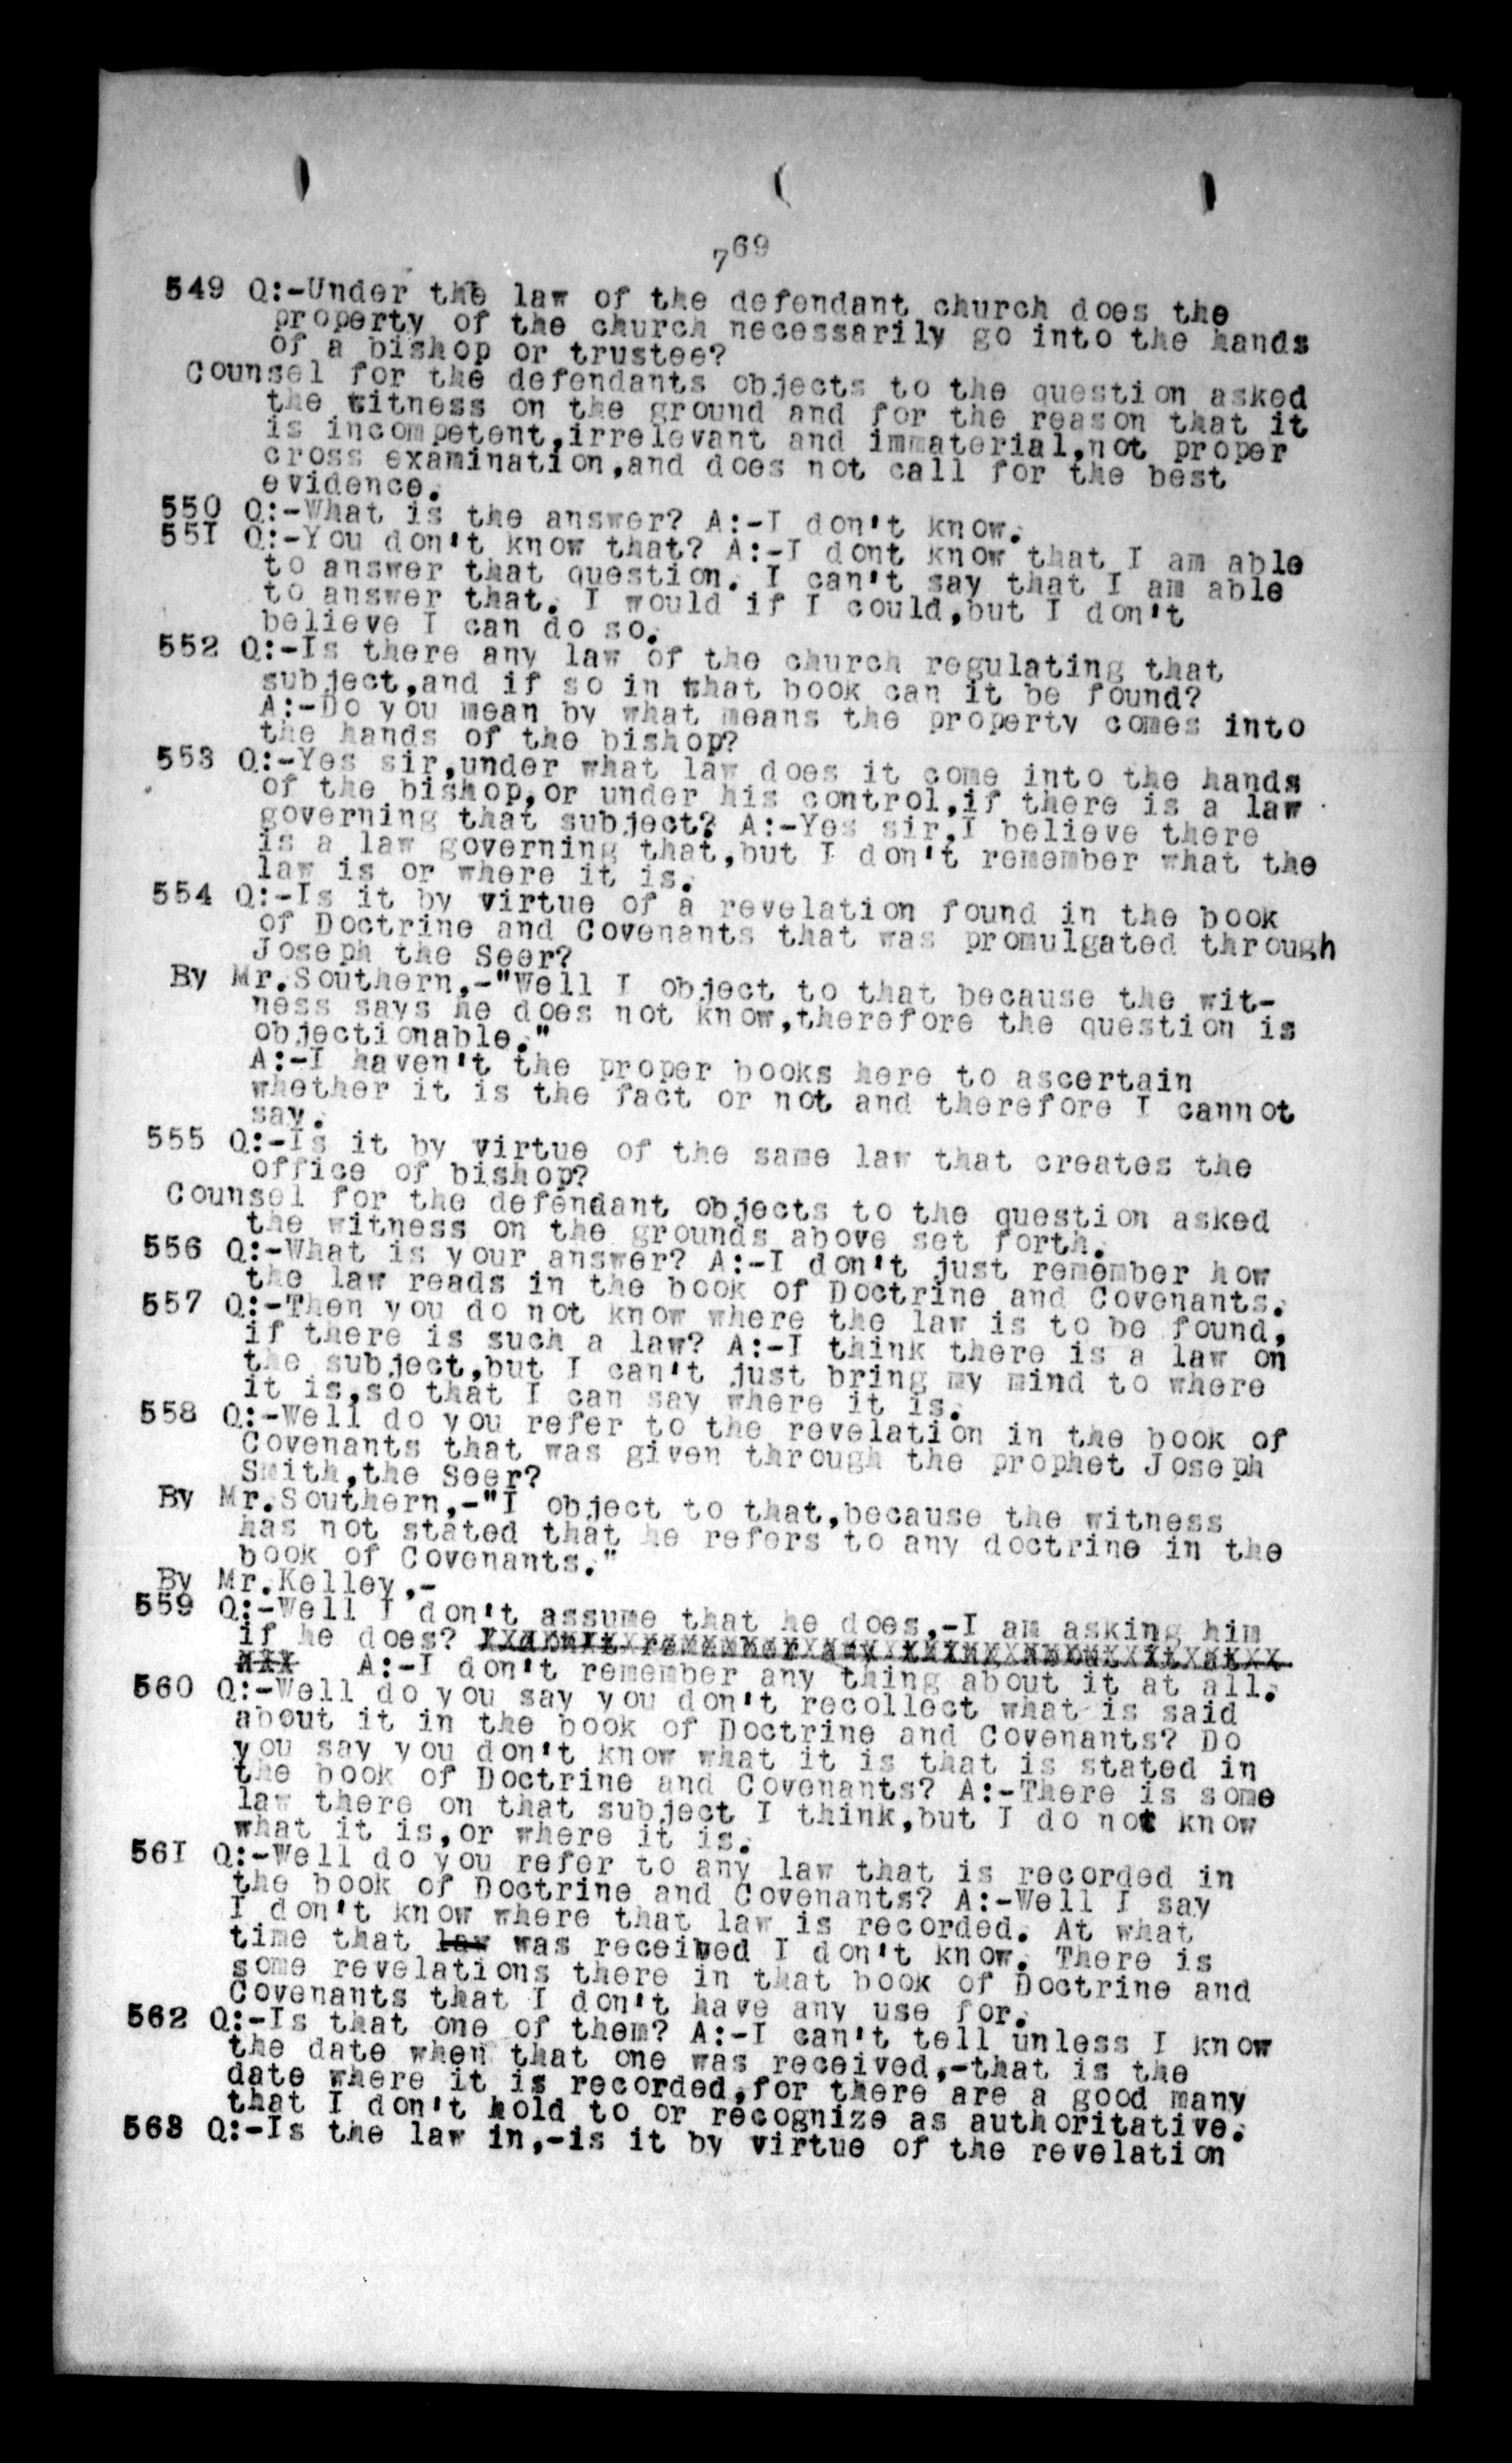 769
549 Q:-Under the law of the defendant church does the
property of the church necessarily go into the hands
of a bishop or trustee?
Counsel for the defendants objects to the question asked
the witness on the ground and for the reason that it
is incompetent,irrelevant and immaterial,not proper
cross examination,and does not call for the best
evidence.
550 Q:-What is the answer? A:-I don't know.
551 Q:-You don't know that? A:-I dont know that I am able
to answer that question. I can't say that I am able
to answer that. I would if I could,but I don't
believe I can do so.
552 Q:-Is there any law of the church regulating that
subject,and if so in what book can it be found?
A:-Do you mean by what means the property comes into
the hands of the bishop?
553 Q:-Yes sir,under what law does it come into the hands
of the bishop,or under his control,if there is a law
governing that subject? A:-Yes sir,I believe there
is a law governing that,but I don't remember what the
law is or where it is.
554 Q:-Is it by virtue of a revelation found in the book
of Doctrine and Covenants that was promulgated through
Joseph the Seer?
By Mr.Southern,-"Well I object to that because the wit-
ness says he does not know,therefore the question is
objectionable."
A:-I haven't the proper books here to ascertain
whether it is the fact or not and therefore I cannot
say.
555 Q:-Is it by virtue of the same law that creates the
office of bishop?
Counsel for the defendant objects to the question asked
the witness on the grounds above set forth.
556 Q:-What is your answer? A:-I don't just remember how
the law reads in the book of Doctrine and Covenants.
557 Q:-Then you do not know where the law is to be found,
if there is such a law? A:-I think there is a law on
the subject,but I can't just bring my mind to where
it is,so that I can say where it is.
558 Q:-Well do you refer to the revelation in the book of
Covenants that was given through the prophet Joseph
Smith,the Seer?
By Mr.Southern,-"I object to that,because the witness
has not stated that he refers to any doctrine in the
book of Covenants."
By Mr.Kelley,-
559 Q:-Well I don't assume that he does,-I am asking him
if he does? I don't remember any thing about it at
A:-I don't remember any thing about it at all.
560 Q:-Well do you say you don't recollect what is said
about it in the book of Doctrine and Covenants? Do
you say you don't know what it is that is stated in
the book of Doctrine and Covenants? A:-There is some
law there on that subject I think,but I do not know
what it is,or where it is.
561 Q:-Well do you refer to any law that is recorded in
the book of Doctrine and Covenants? A:-Well I say
I don't know where that law is recorded. At what
time that law was received I don't know. There is
some revelations there in that book of Doctrine and
Covenants that I don't have any use for.
562 Q:-Is that one of them? A:-I can't tell unless I know
the date when that one was received,-that is the
date where it is recorded,for there are a good many
that I don't hold to or recognize as authoritative.
563 Q:-Is the law in,-is it by virtue of the revelation